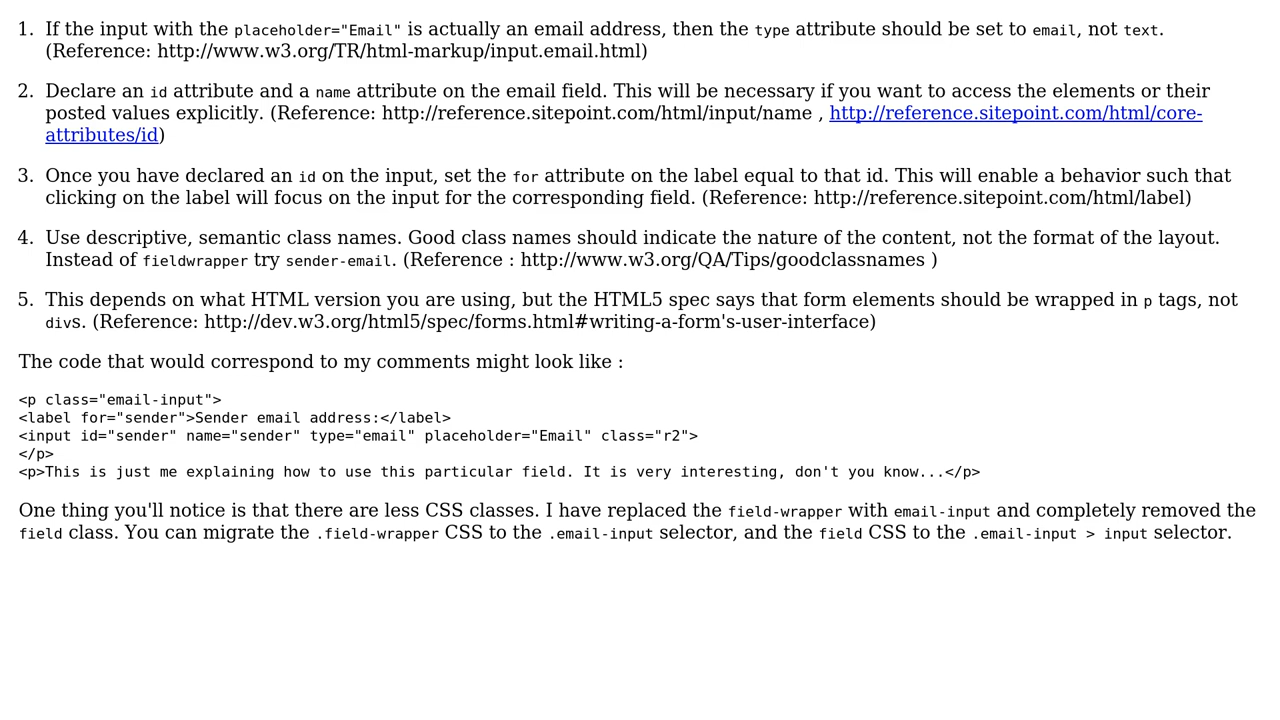 1. If the input with the placeholder="Email" is actually an email address, then the type attribute should be set to email, not text.
(Reference: http://www.w3.org/TR/html-markup/input.email.html)
2. Declare an id attribute and a name attribute on the email field. This will be necessary if you want to access the elements or their
posted values explicitly. (Reference: http://reference.sitepoint.com/html/input/name , http://reference.sitepoint.com/html/core-
attributes/id)
3. Once you have declared an id on the input, set the for attribute on the label equal to that id. This will enable a behavior such that
clicking on the label will focus on the input for the corresponding field. (Reference: http://reference.sitepoint.com/html/label)
4. Use descriptive, semantic class names. Good class names should indicate the nature of the content, not the format of the layout.
Instead of fieldwrapper try sender-email. (Reference : http://www.w3.org/QA/Tips/goodclassnames )
5. This depends on what HTML version you are using, but the HTML5 spec says that form elements should be wrapped in p tags, not
divs. (Reference: http://dev.w3.org/html5/spec/forms.html#writing-a-form's-user-interface)
The code that would correspond to my comments might look like :
<p class="email-input">
<label for="sender">Sender email address:</label>
<input id="sender" name="sender" type="email" placeholder="Email" class="r2">
</p>
<p>This is just me explaining how to use this particular field. It is very interesting, don't you know...</p>
One thing you'll notice is that there are less CSS classes. I have replaced the field-wrapper with email-input and completely removed the
field class. You can migrate the .field-wrapper CSS to the .email-input selector, and the field CSS to the .email-input > input selector.